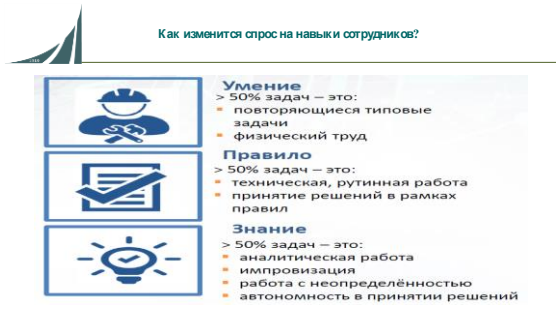 Как изменится спрос на навыки сотрудников?
Умение
> 50% задач – это:
повторяющиеся типовые
задачи
физический труд
Правило
> 50% задач – это:
техническая, рутинная работа
принятие решений в рамках
правил
Знание
> 50% задач – это:
аналитическая работа
импровизация
работа с неопределённостью
автономность в принятии решений